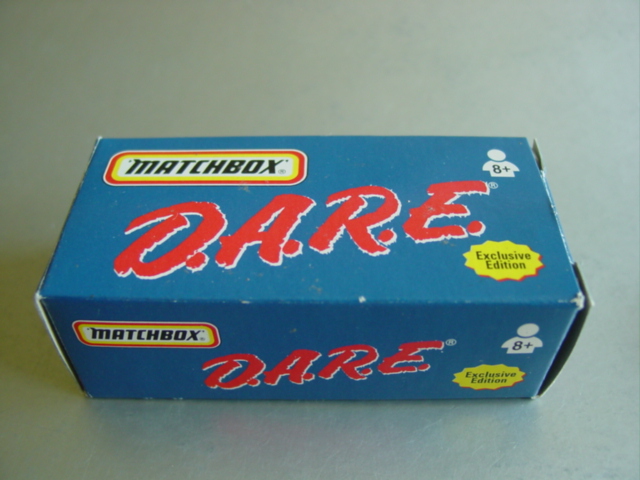 MATCHBOX®
8+
D.A.R.E.®
Exclusive
Edition
MATCHBOX®
8+
D.A.R.E.®
Exclusive
Edition